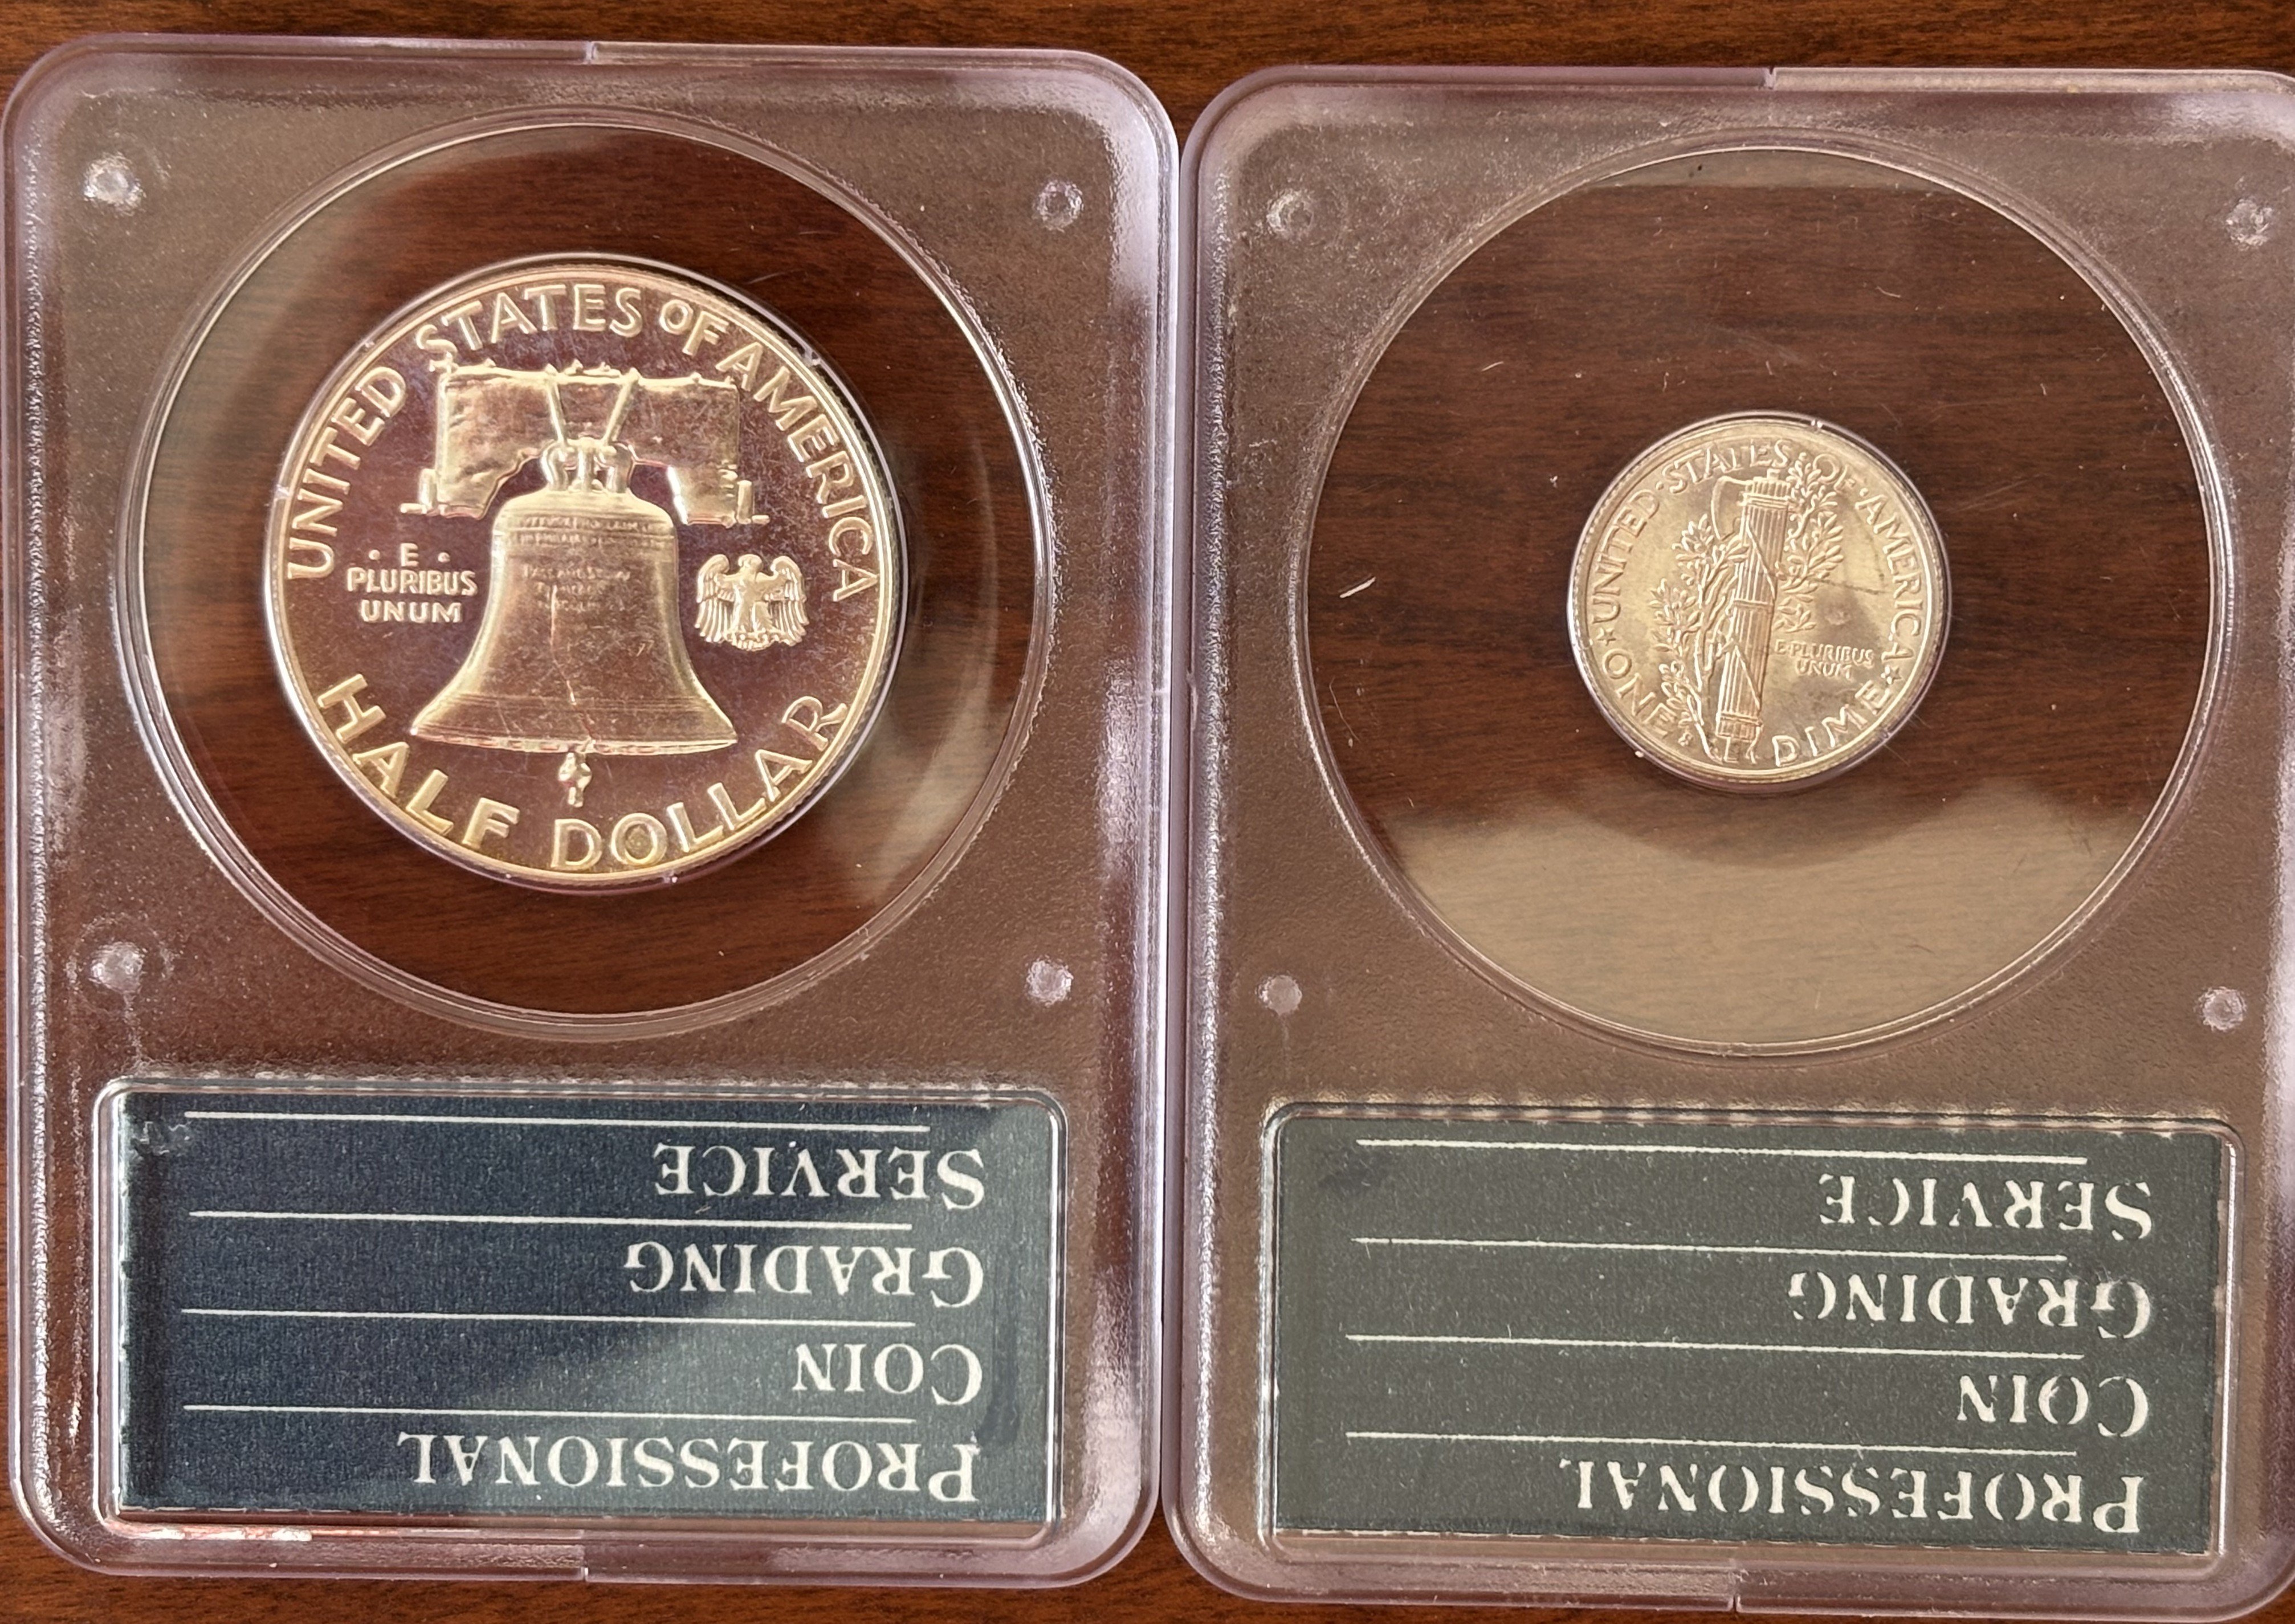 UNITED STATES OF AMERICA
· E ·
PLURIBUS
UNUM
HALF DOLLAR
PROFESSIONAL
COIN
GRADING
SERVICE
UNITED·STATES·OF·AMERICA
E·PLURIBUS
UNUM
ONE DIME
PROFESSIONAL
COIN
GRADING
SERVICE